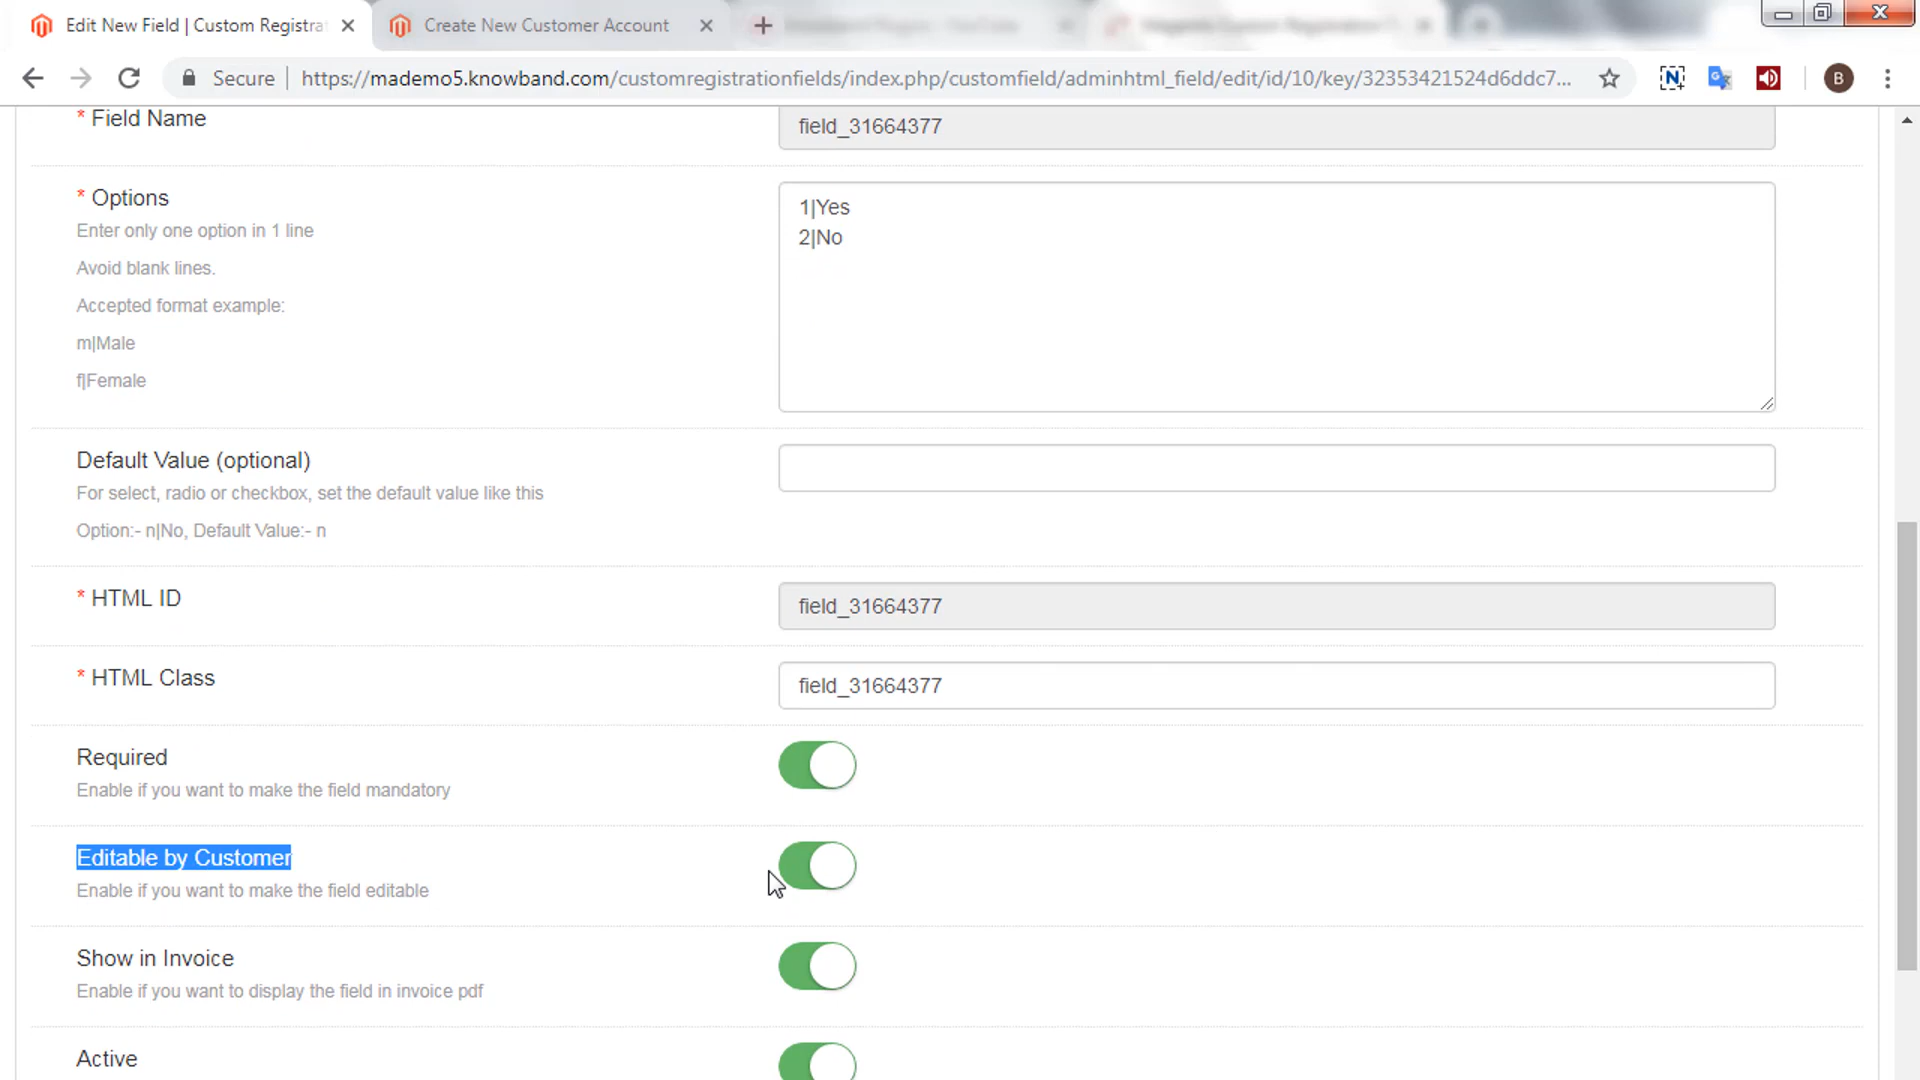 Edit New Field | Custom Registra
Create New Customer Account
Secure
https://mademo5.knowband.com/customregistrationfields/index.php/customfield/adminhtml_field/edit/id/10/key/32353421524d6ddc7...
B
* Field Name
field_31664377
* Options
Enter only one option in 1 line
Avoid blank lines.
Accepted format example:
m|Male
f|Female
1|Yes
2|No
Default Value (optional)
For select, radio or checkbox, set the default value like this
Option:- n|No, Default Value:- n
* HTML ID
field_31664377
* HTML Class
field_31664377
Required
Enable if you want to make the field mandatory
Editable by Customer
Enable if you want to make the field editable
Show in Invoice
Enable if you want to display the field in invoice pdf
Active